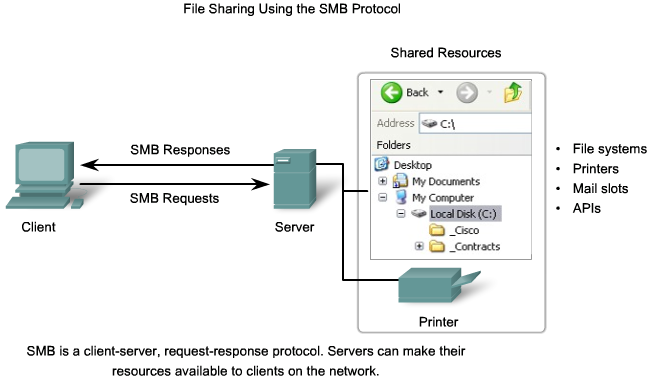 File Sharing Using the SMB Protocol
Shared Resources
Back
Address C:\
Folders
Desktop
My Documents
My Computer
Local Disk (C:)
_Cisco
_Contracts
SMB Responses
SMB Requests
Client
Server
Printer
• File systems
• Printers
• Mail slots
• APIs
SMB is a client-server, request-response protocol. Servers can make their
resources available to clients on the network.